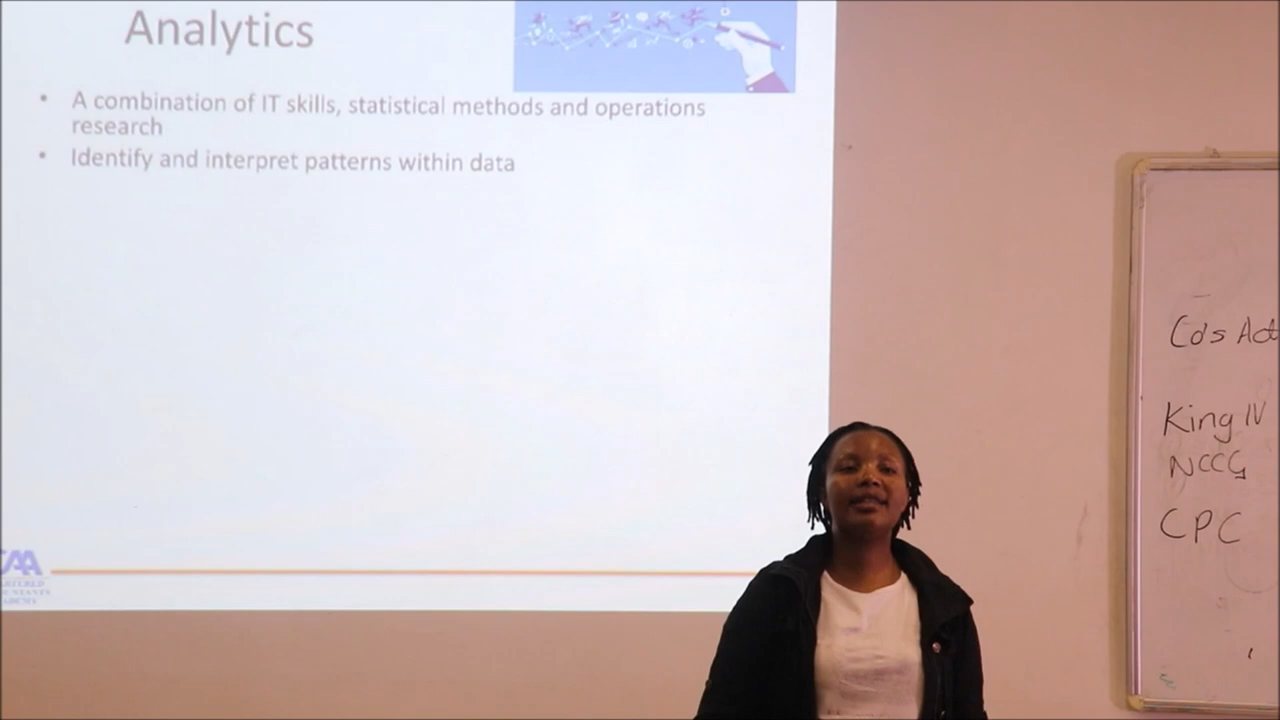 Analytics
• A combination of IT skills, statistical methods and operations
research
• Identify and interpret patterns within data
Co's Act
King IV
NCCG
CPC